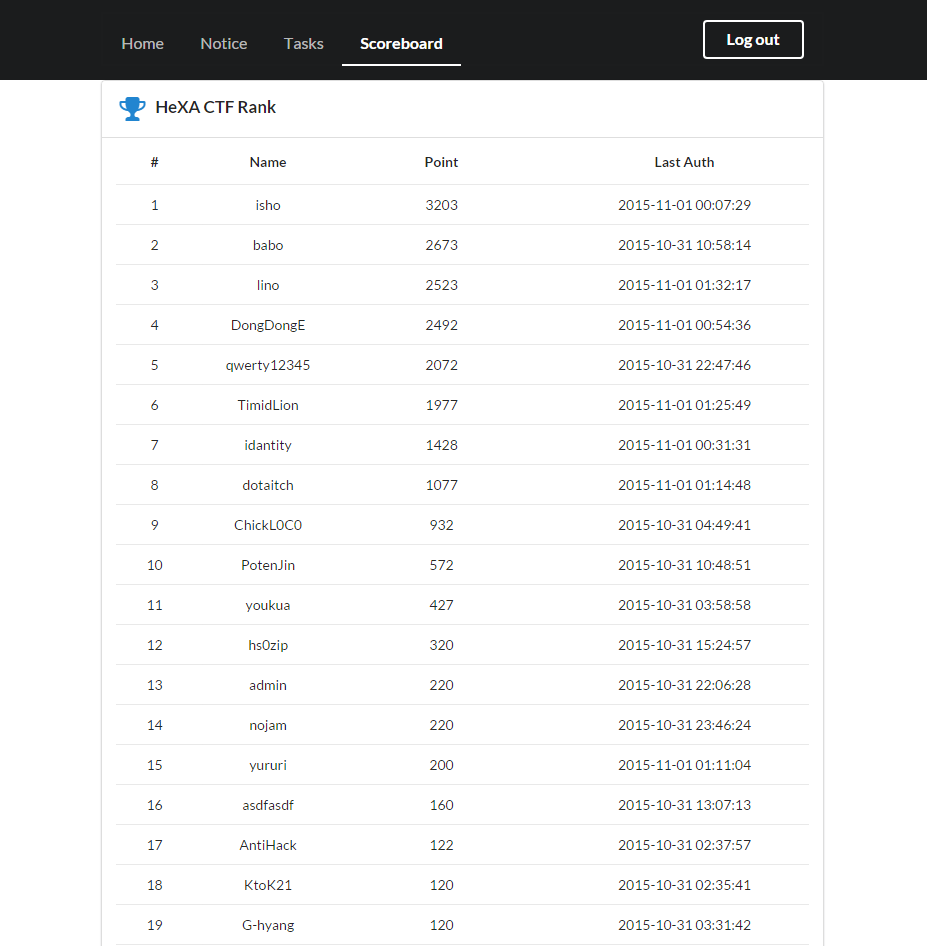 Home Notice Tasks Scoreboard Log out
HeXA CTF Rank
# Name Point Last Auth
1 isho 3203 2015-11-01 00:07:29
2 babo 2673 2015-10-31 10:58:14
3 lino 2523 2015-11-01 01:32:17
4 DongDongE 2492 2015-11-01 00:54:36
5 qwerty12345 2072 2015-10-31 22:47:46
6 TimidLion 1977 2015-11-01 01:25:49
7 idantity 1428 2015-11-01 00:31:31
8 dotaitch 1077 2015-11-01 01:14:48
9 ChickL0C0 932 2015-10-31 04:49:41
10 PotenJin 572 2015-10-31 10:48:51
11 youkua 427 2015-10-31 03:58:58
12 hs0zip 320 2015-10-31 15:24:57
13 admin 220 2015-10-31 22:06:28
14 nojam 220 2015-10-31 23:46:24
15 yururi 200 2015-11-01 01:11:04
16 asdfasdf 160 2015-10-31 13:07:13
17 AntiHack 122 2015-10-31 02:37:57
18 KtoK21 120 2015-10-31 02:35:41
19 G-hyang 120 2015-10-31 03:31:42